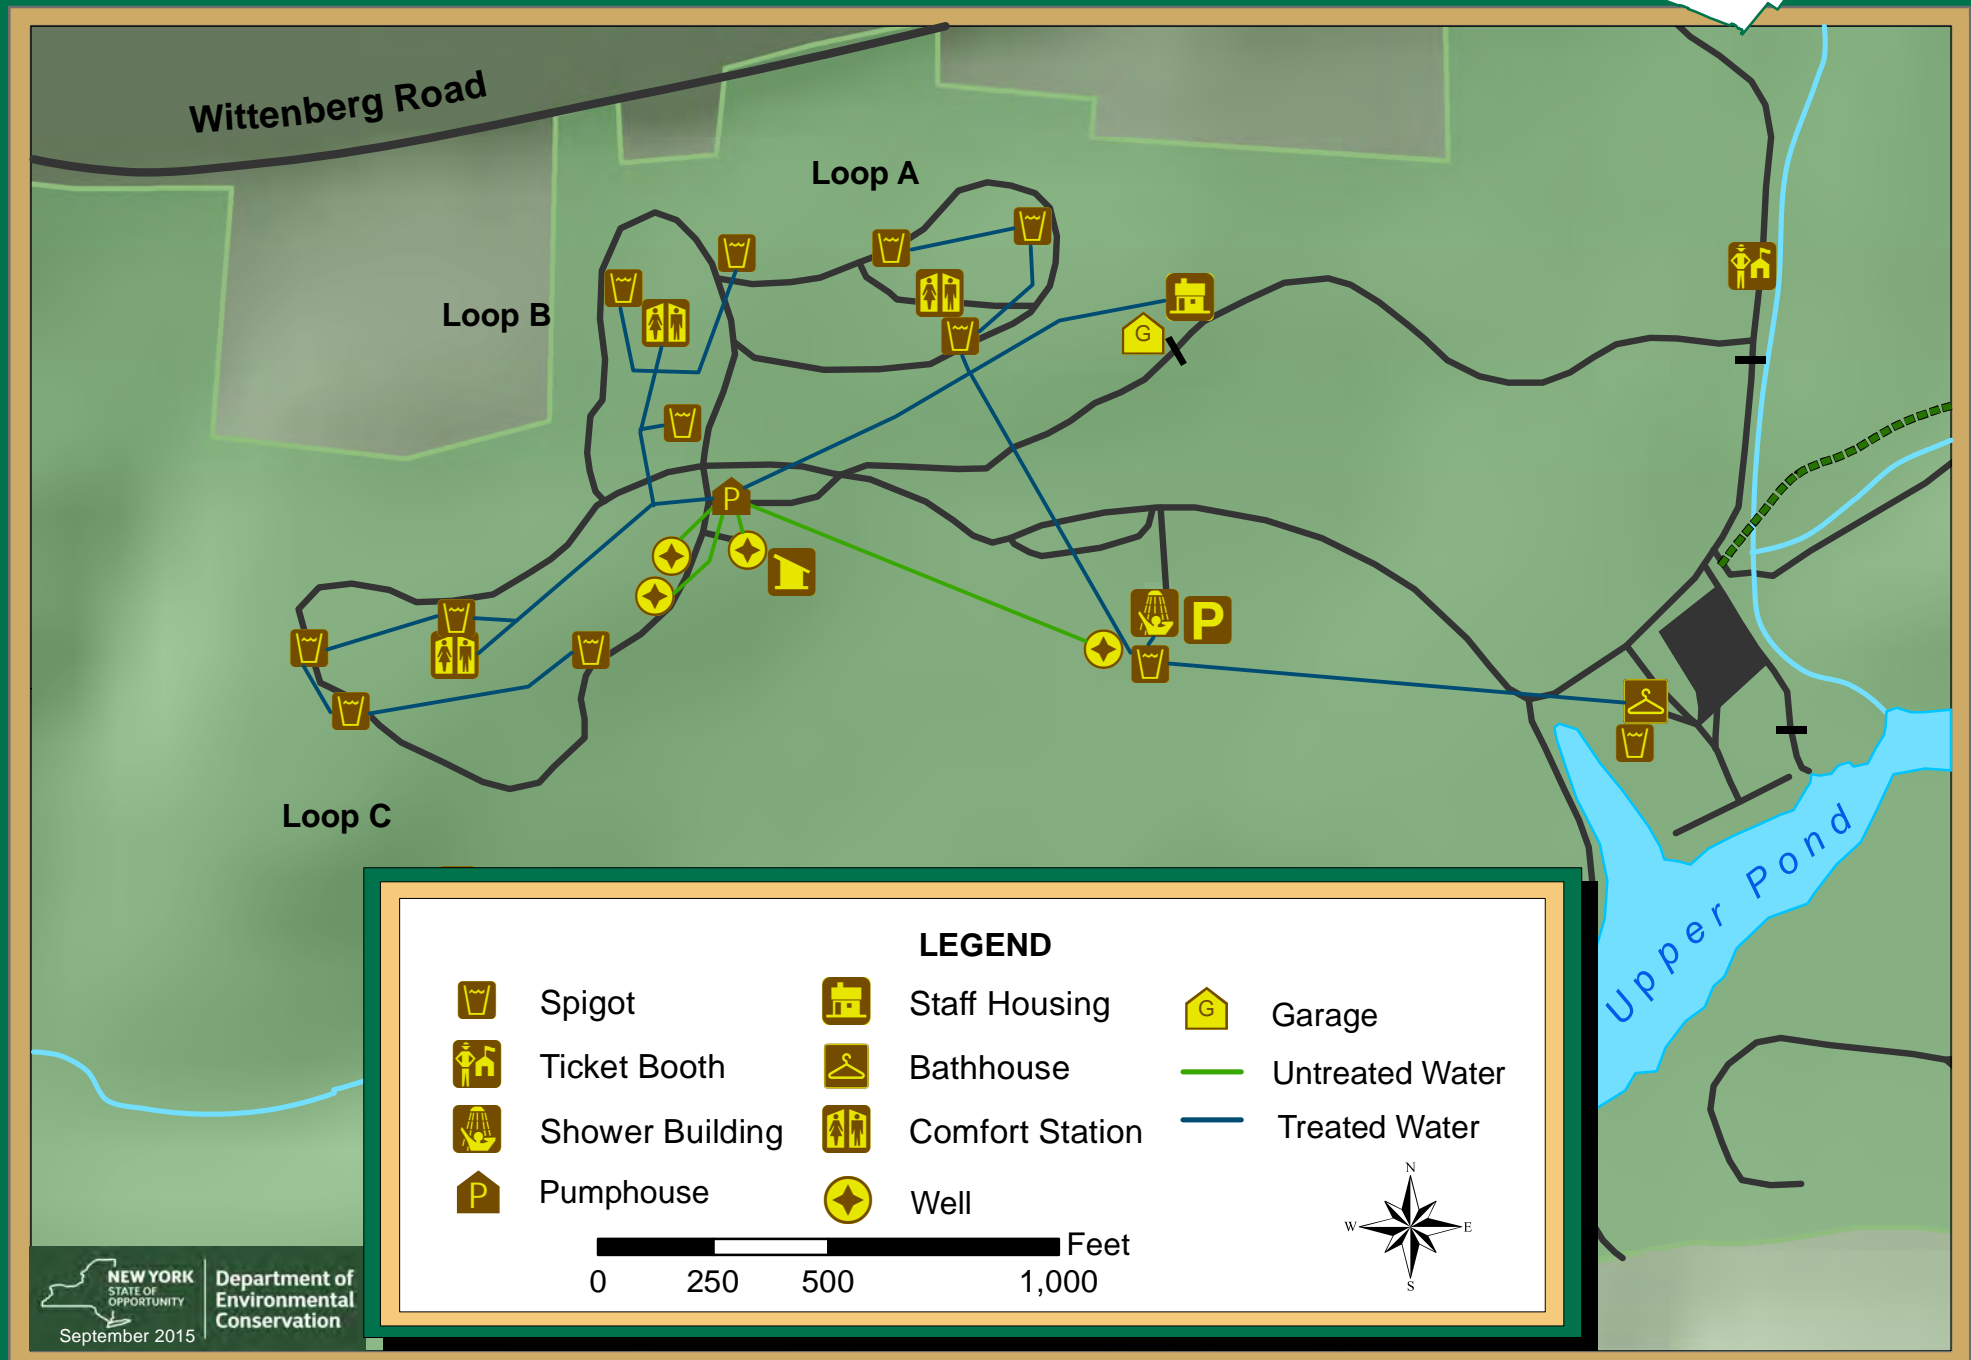 Wittenberg Road
Loop A
Loop B
G
P
P
Loop C
Upper Pond
LEGEND
Spigot
Staff Housing
G
Garage
Ticket Booth
Bathhouse
Untreated Water
Shower Building
Comfort Station
Treated Water
P
Pumphouse
Well
N
W
E
S
Feet
0 250 500 1,000
NEW YORK
STATE OF
OPPORTUNITY
Department of
Environmental
Conservation
September 2015